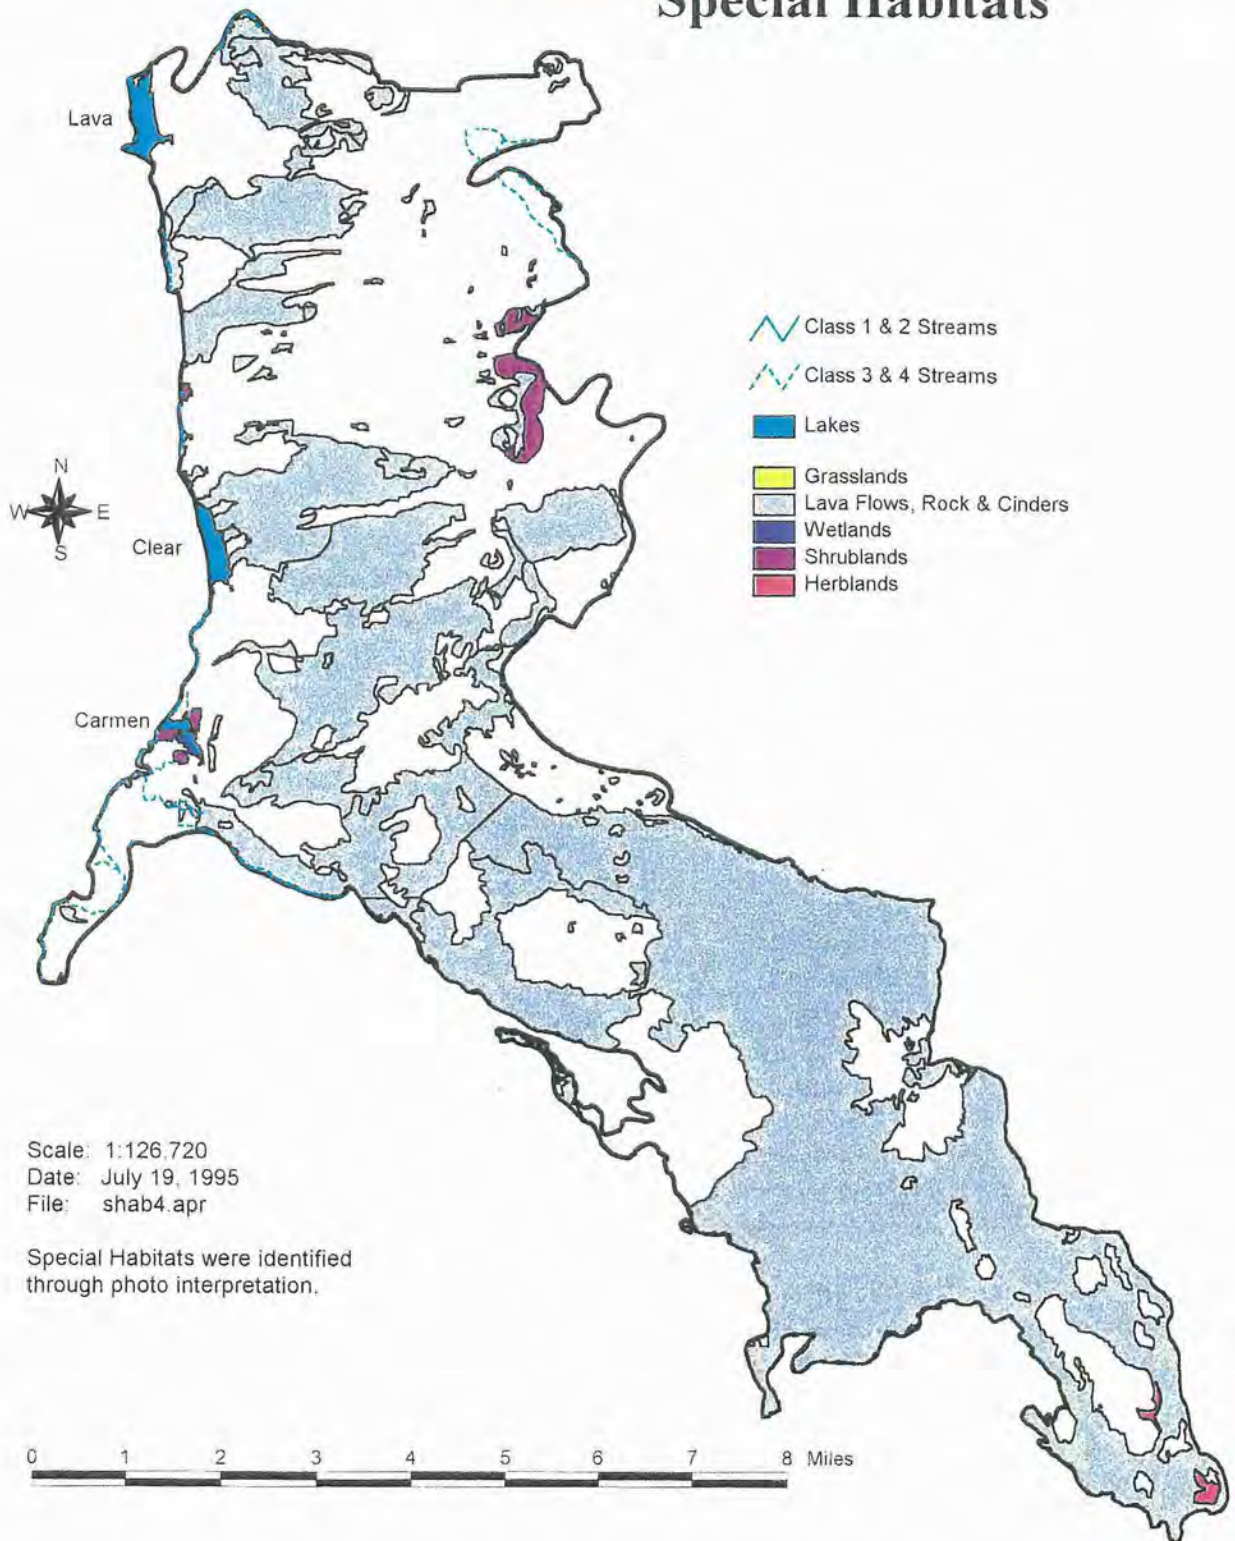 Special Habitats
Lava
Class 1 & 2 Streams
Class 3 & 4 Streams
Lakes
Grasslands
Lava Flows, Rock & Cinders
Wetlands
Shrublands
Herblands
N
W E
S
Clear
Carmen
Scale: 1:126.720
Date: July 19, 1995
File: shab4.apr
Special Habitats were identified
through photo interpretation.
0 1 2 3 4 5 6 7 8 Miles